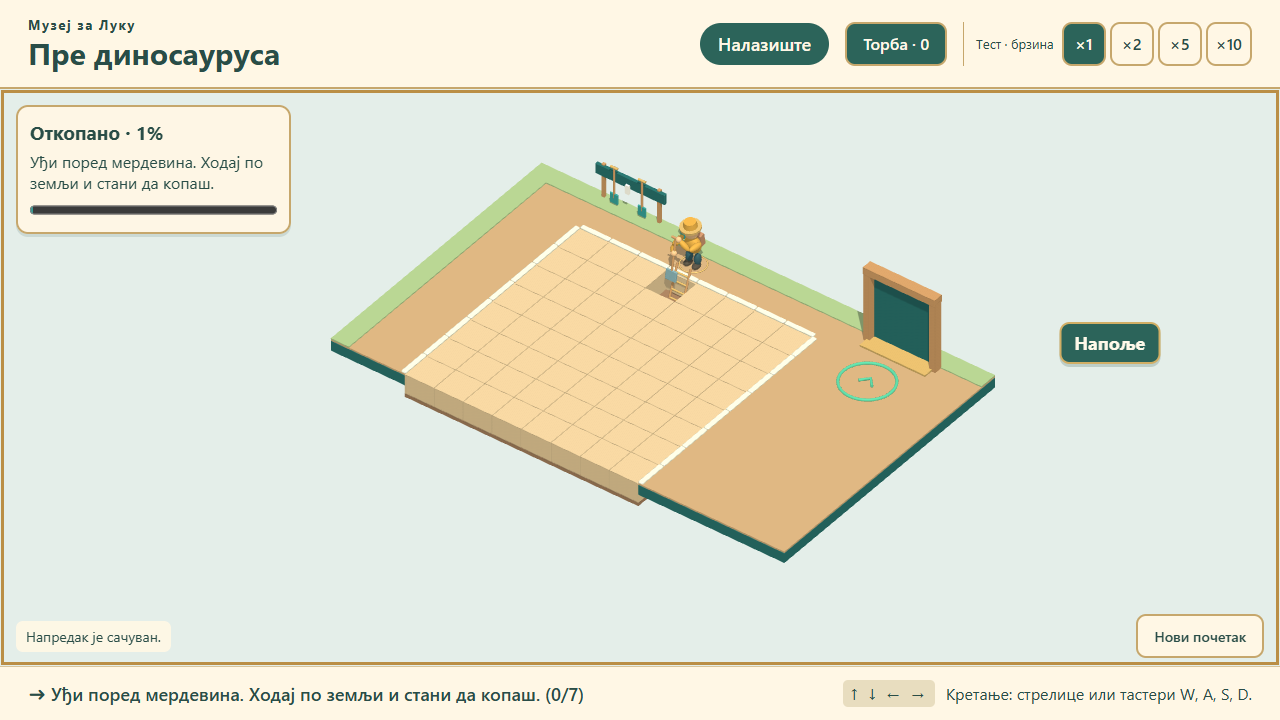 Музеј за Луку
Пре диносауруса
Налазиште
Торба · 0
Тест · брзина
×1
×2
×5
×10
Откопано · 1%
Уђи поред мердевина. Ходај по
земљи и стани да копаш.
Напоље
Напредак је сачуван.
Нови почетак
→ Уђи поред мердевина. Ходај по земљи и стани да копаш. (0/7)
↑ ↓ ← → Кретање: стрелице или тастери W, A, S, D.